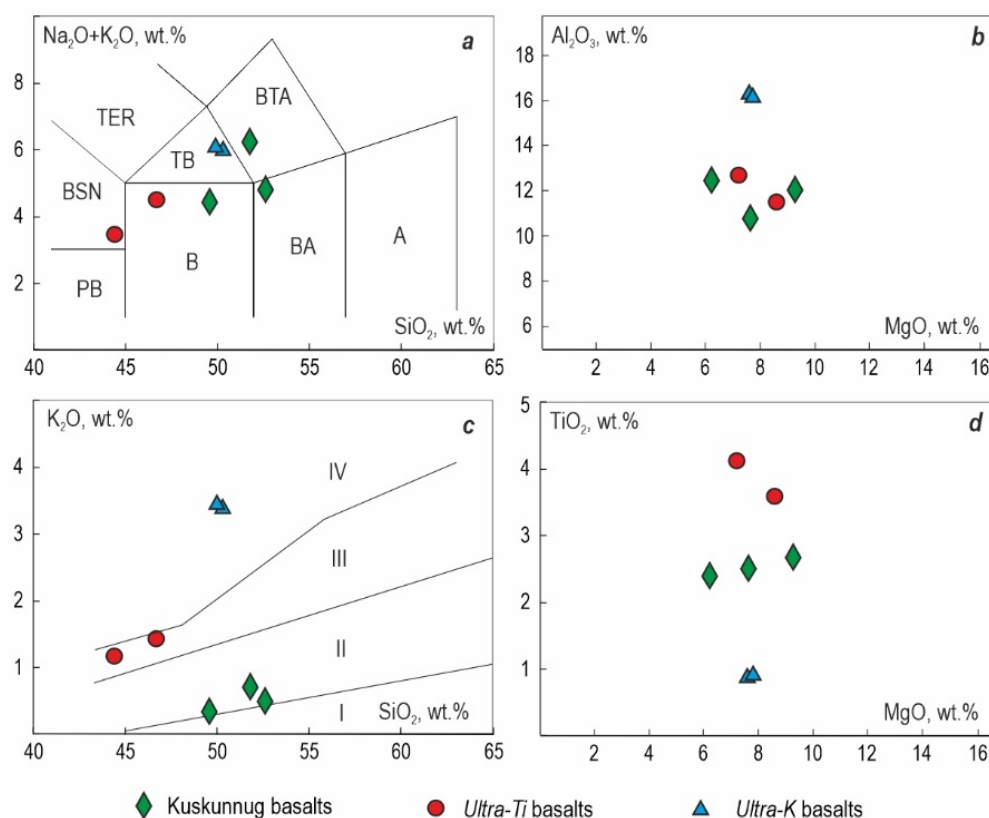 Na₂O+K₂O, wt.%
a
8
6
4
2
TER
BTA
TB
BSN
B
BA
A
PB
SiO₂, wt.%
40 45 50 55 60 65
Al₂O₃, wt.%
b
18
16
14
12
10
8
6
MgO, wt.%
2 4 6 8 10 12 14 16
K₂O, wt.%
c
4
3
2
1
IV
III
II
I
SiO₂, wt.%
40 45 50 55 60 65
5
TiO₂, wt.%
d
4
3
2
1
MgO, wt.%
2 4 6 8 10 12 14 16
Kuskunnug basalts Ultra-Ti basalts Ultra-K basalts